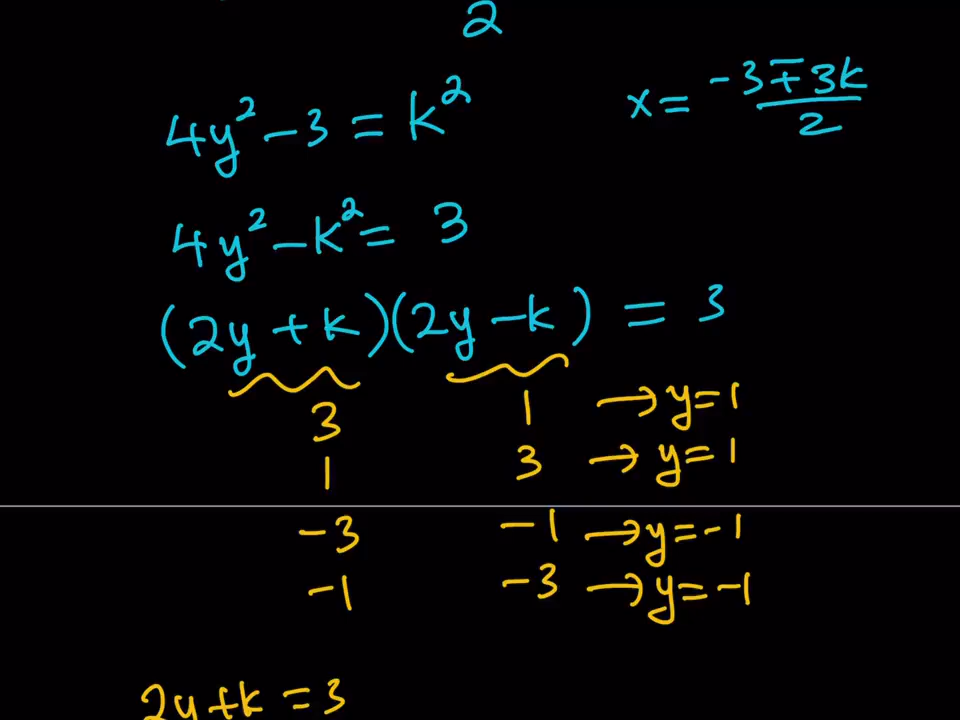 2
4y² - 3 = k²
x = (-3 ∓ 3k)/2
4y² - k² = 3
(2y + k)(2y - k) = 3
3 1 → y = 1
1 3 → y = 1
-3 -1 → y = -1
-1 -3 → y = -1
2y + k = 3